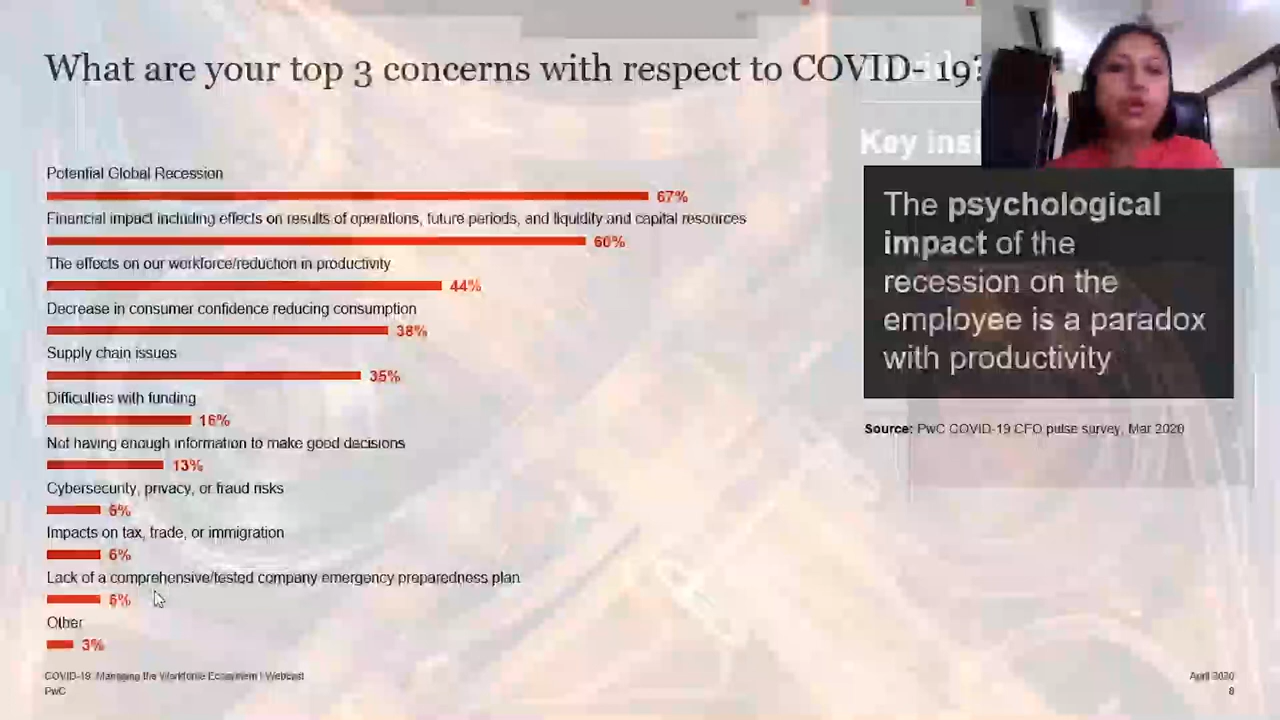 What are your top 3 concerns with respect to COVID- 19?
Key insi
Potential Global Recession
67%
Financial impact including effects on results of operations, future periods, and liquidity and capital resources
60%
The effects on our workforce/reduction in productivity
44%
Decrease in consumer confidence reducing consumption
38%
Supply chain issues
35%
Difficulties with funding
16%
Not having enough information to make good decisions
13%
Cybersecurity, privacy, or fraud risks
6%
Impacts on tax, trade, or immigration
6%
Lack of a comprehensive/tested company emergency preparedness plan
6%
Other
3%
The psychological
impact of the
recession on the
employee is a paradox
with productivity
Source: PwC COVID-19 CFO pulse survey, Mar 2020
COVID-19: Managing the Workforce Ecosystem | Webcast
PwC
April 2020
8